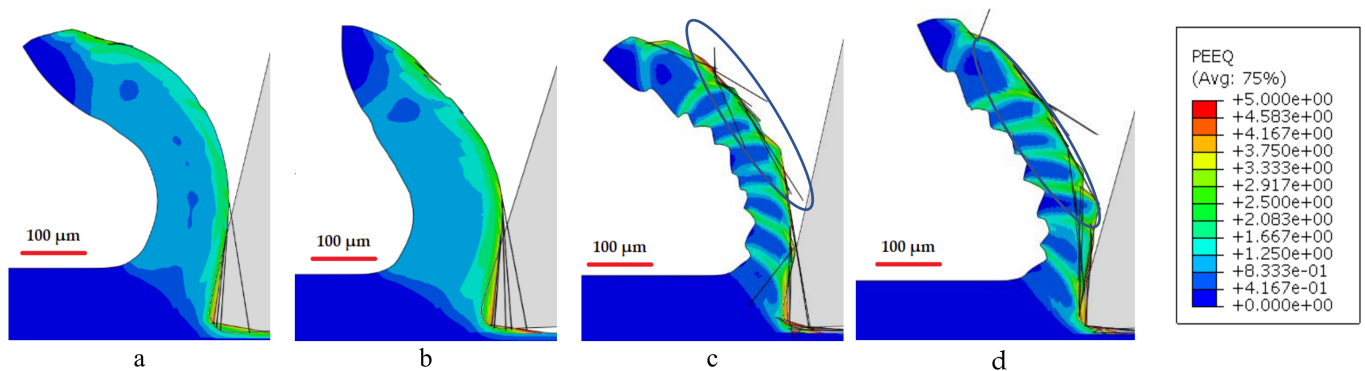 100 μm
100 μm
100 μm
100 μm
a
b
c
d
PEEQ
(Avg: 75%)
+5.000e+00
+4.583e+00
+4.167e+00
+3.750e+00
+3.333e+00
+2.917e+00
+2.500e+00
+2.083e+00
+1.667e+00
+1.250e+00
+8.333e-01
+4.167e-01
+0.000e+00